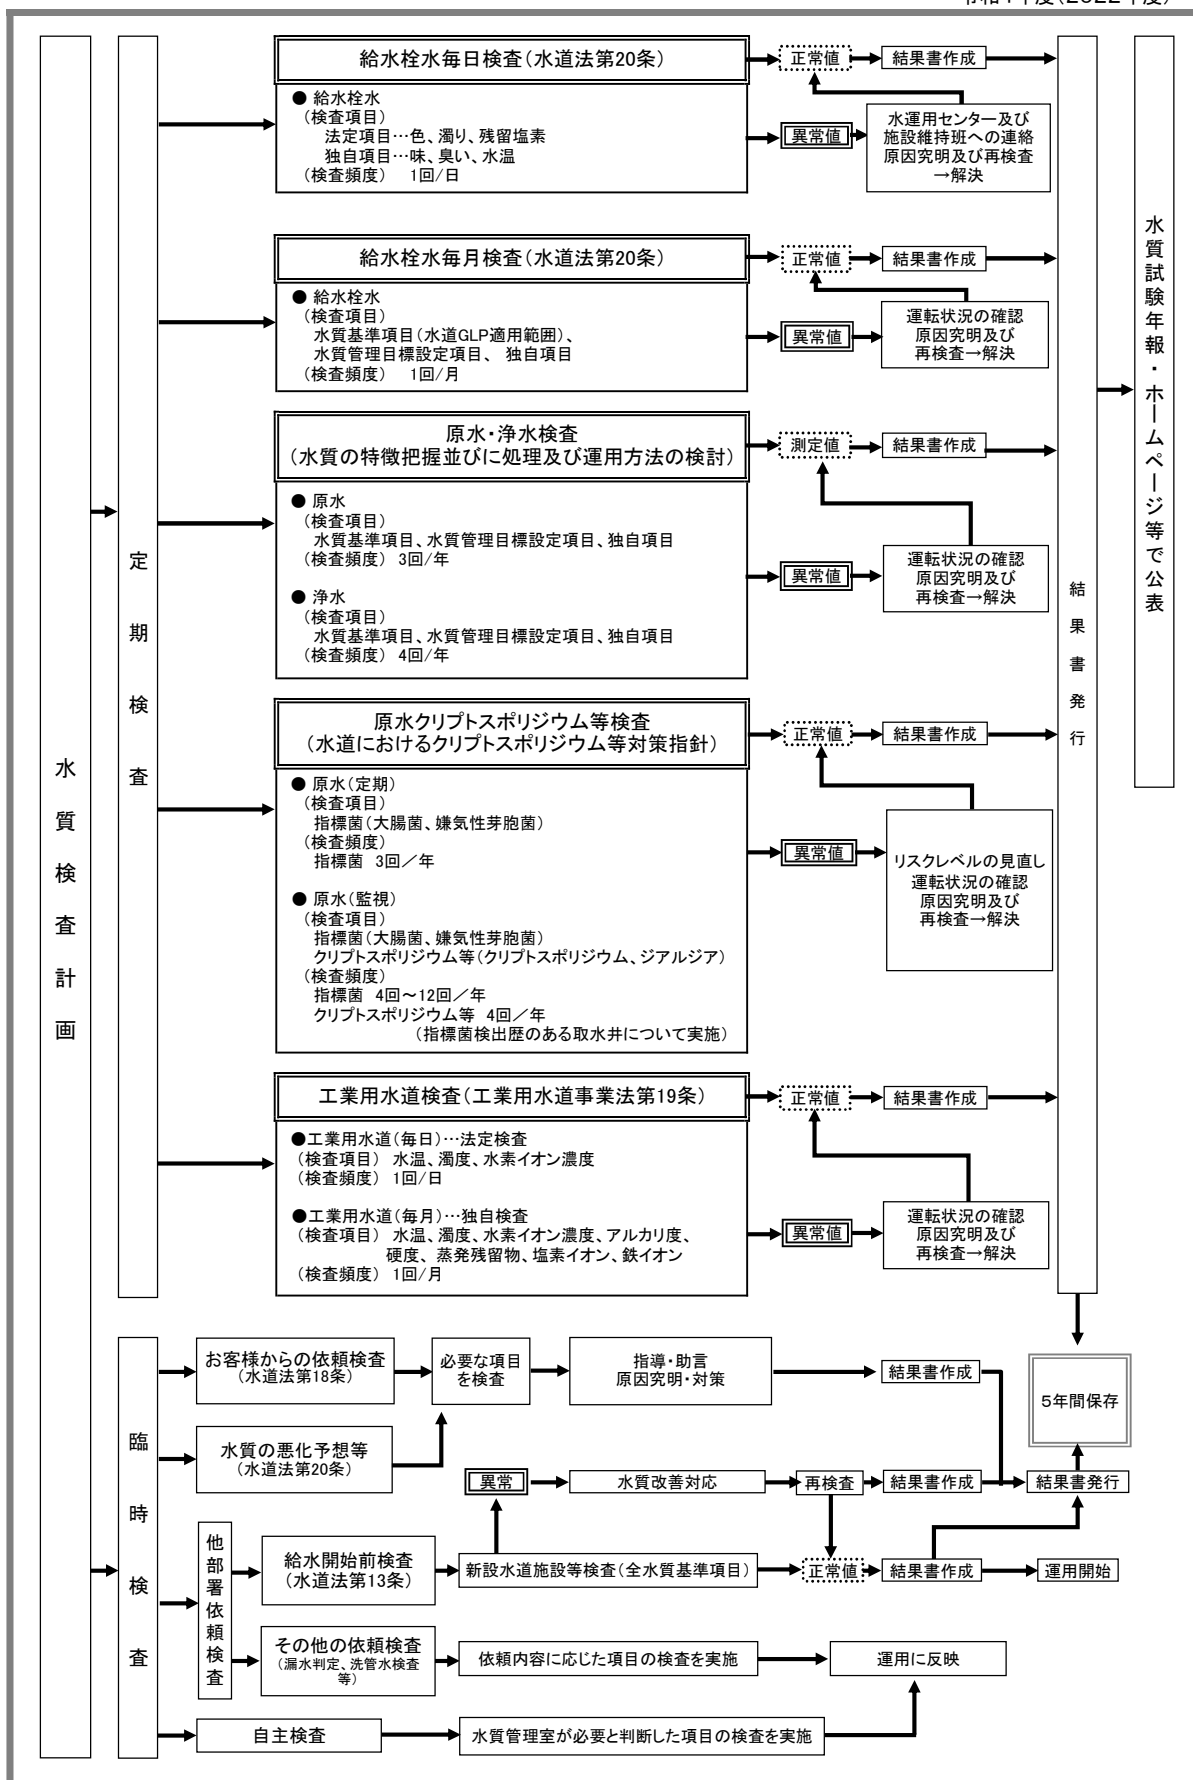 水質検査計画
定期検査
給水栓水毎日検査(水道法第20条)
● 給水栓水
(検査項目)
法定項目…色、濁り、残留塩素
独自項目…味、臭い、水温
(検査頻度) 1回/日
正常値
結果書作成
異常値
水運用センター及び
施設維持班への連絡
原因究明及び再検査
→解決
給水栓水毎月検査(水道法第20条)
● 給水栓水
(検査項目)
水質基準項目(水道GLP適用範囲)、
水質管理目標設定項目、 独自項目
(検査頻度) 1回/月
正常値
結果書作成
異常値
運転状況の確認
原因究明及び
再検査→解決
原水・浄水検査
(水質の特徴把握並びに処理及び運用方法の検討)
● 原水
(検査項目)
水質基準項目、水質管理目標設定項目、独自項目
(検査頻度) 3回/年
● 浄水
(検査項目)
水質基準項目、水質管理目標設定項目、独自項目
(検査頻度) 4回/年
測定値
結果書作成
異常値
運転状況の確認
原因究明及び
再検査→解決
原水クリプトスポリジウム等検査
(水道におけるクリプトスポリジウム等対策指針)
● 原水(定期)
(検査項目)
指標菌(大腸菌、嫌気性芽胞菌)
(検査頻度)
指標菌 3回／年
● 原水(監視)
(検査項目)
指標菌(大腸菌、嫌気性芽胞菌)
クリプトスポリジウム等(クリプトスポリジウム、ジアルジア)
(検査頻度)
指標菌 4回～12回／年
クリプトスポリジウム等 4回／年
(指標菌検出歴のある取水井について実施)
正常値
結果書作成
異常値
リスクレベルの見直し
運転状況の確認
原因究明及び
再検査→解決
工業用水道検査(工業用水道事業法第19条)
●工業用水道(毎日)…法定検査
(検査項目) 水温、濁度、水素イオン濃度
(検査頻度) 1回/日
●工業用水道(毎月)…独自検査
(検査項目) 水温、濁度、水素イオン濃度、アルカリ度、
硬度、蒸発残留物、塩素イオン、鉄イオン
(検査頻度) 1回/月
正常値
結果書作成
異常値
運転状況の確認
原因究明及び
再検査→解決
結果書発行
水質試験年報・ホームページ等で公表
臨時検査
お客様からの依頼検査
(水道法第18条)
必要な項目
を検査
指導・助言
原因究明・対策
結果書作成
5年間保存
水質の悪化予想等
(水道法第20条)
異常
水質改善対応
再検査
結果書作成
結果書発行
他部署依頼検査
給水開始前検査
(水道法第13条)
新設水道施設等検査(全水質基準項目)
正常値
結果書作成
運用開始
その他の依頼検査
(漏水判定、洗管水検査
等)
依頼内容に応じた項目の検査を実施
運用に反映
自主検査
水質管理室が必要と判断した項目の検査を実施